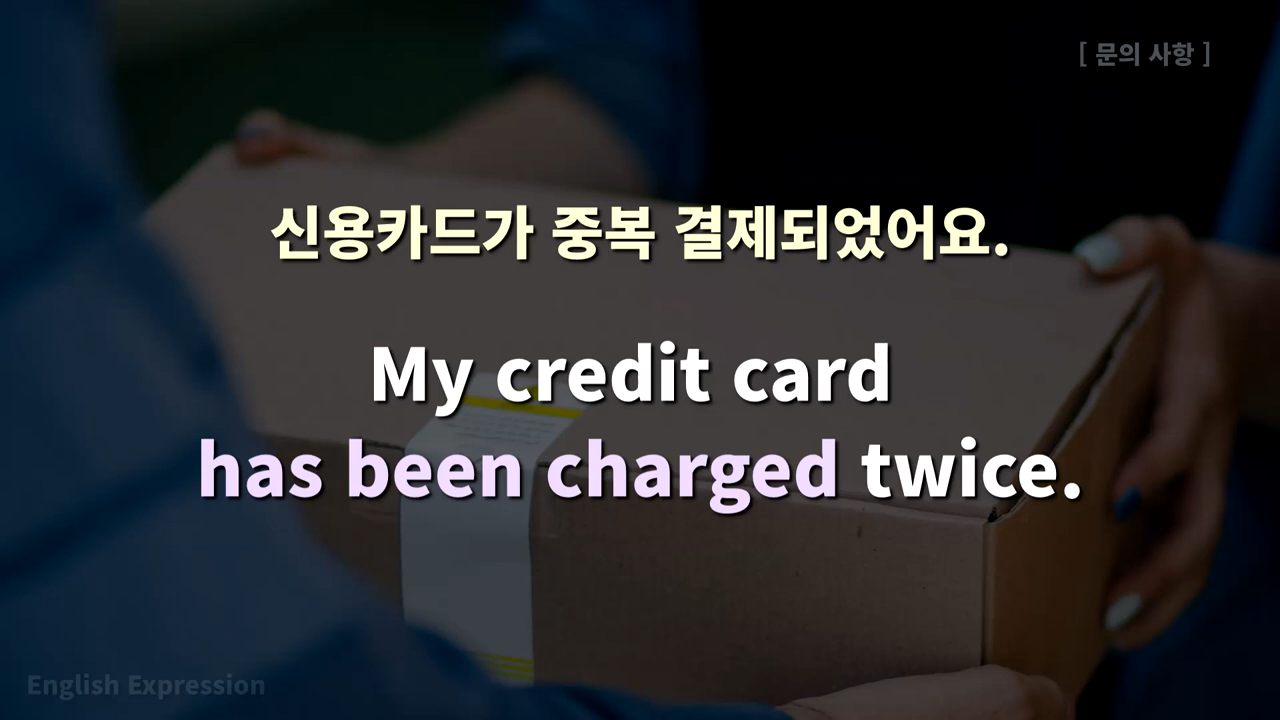 [ 문의 사항 ]
신용카드가 중복 결제되었어요.
My credit card
has been charged twice.
English Expression